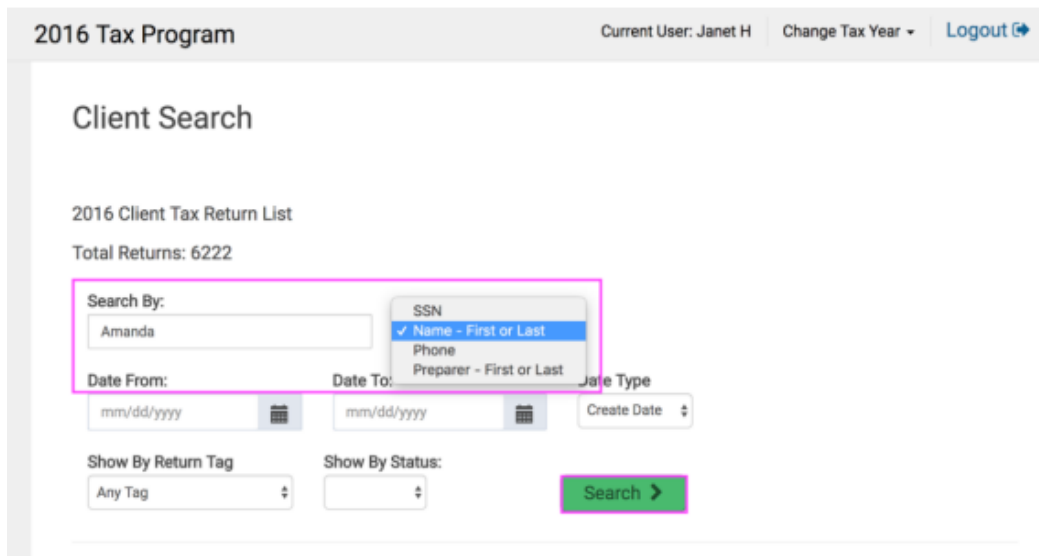 2016 Tax Program Current User: Janet H Change Tax Year Logout
Client Search
2016 Client Tax Return List
Total Returns: 6222
Search By:
Amanda
SSN
✓ Name - First or Last
Phone
Preparer - First or Last
Date From: Date To: Date Type
mm/dd/yyyy mm/dd/yyyy Create Date
Show By Return Tag Show By Status:
Any Tag Search